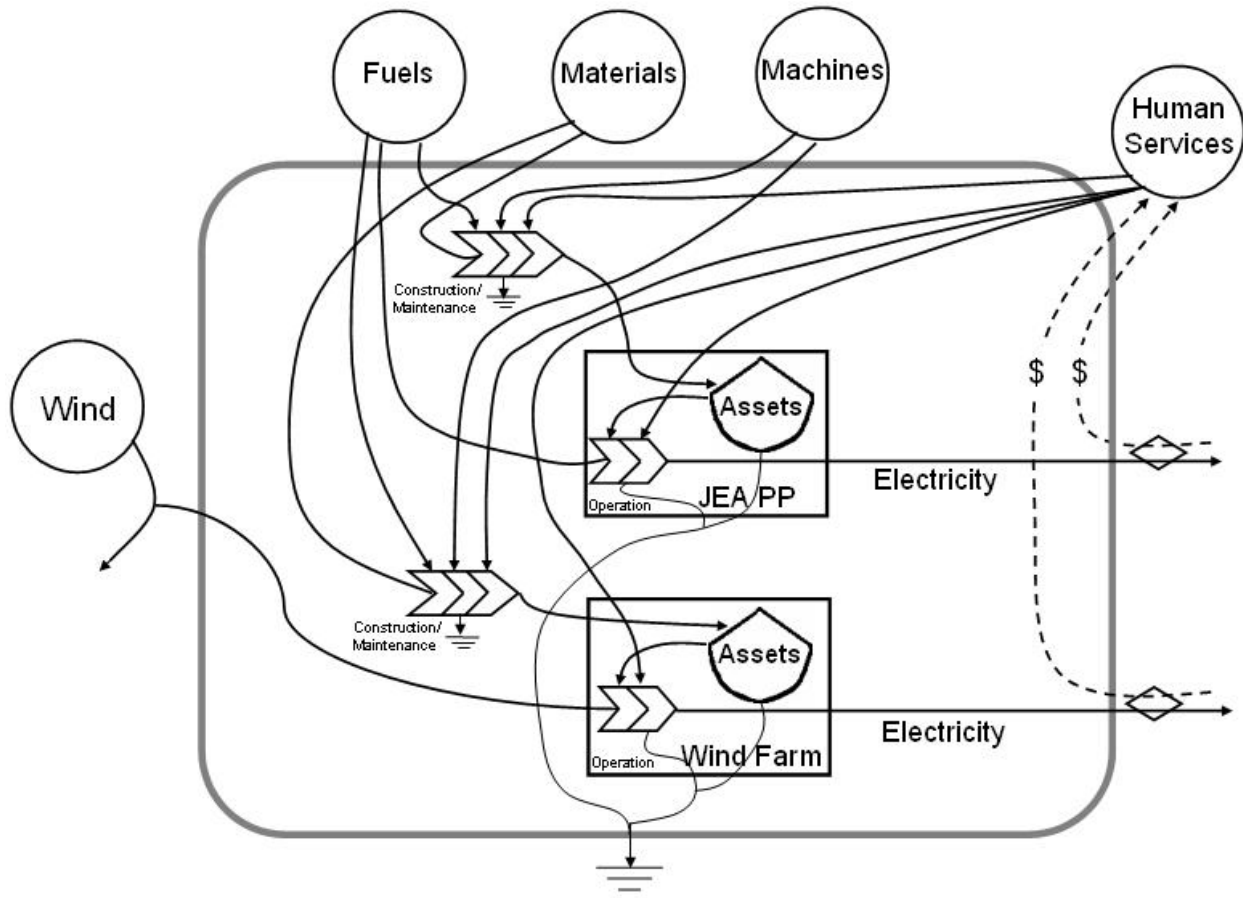 Fuels
Materials
Machines
Human
Services
Construction/
Maintenance
Wind
$ $
Assets
Electricity
JEA PP
Operation
Construction/
Maintenance
Assets
Electricity
Wind Farm
Operation